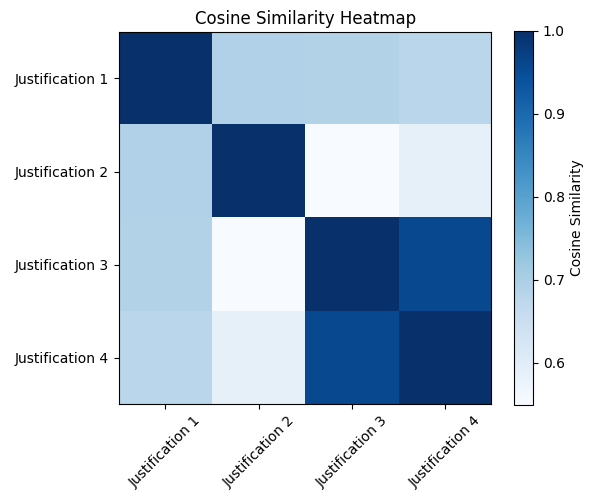 Cosine Similarity Heatmap
Justification 1
Justification 2
Justification 3
Justification 4
Justification 1
Justification 2
Justification 3
Justification 4
1.0
0.9
0.8
0.7
0.6
Cosine Similarity